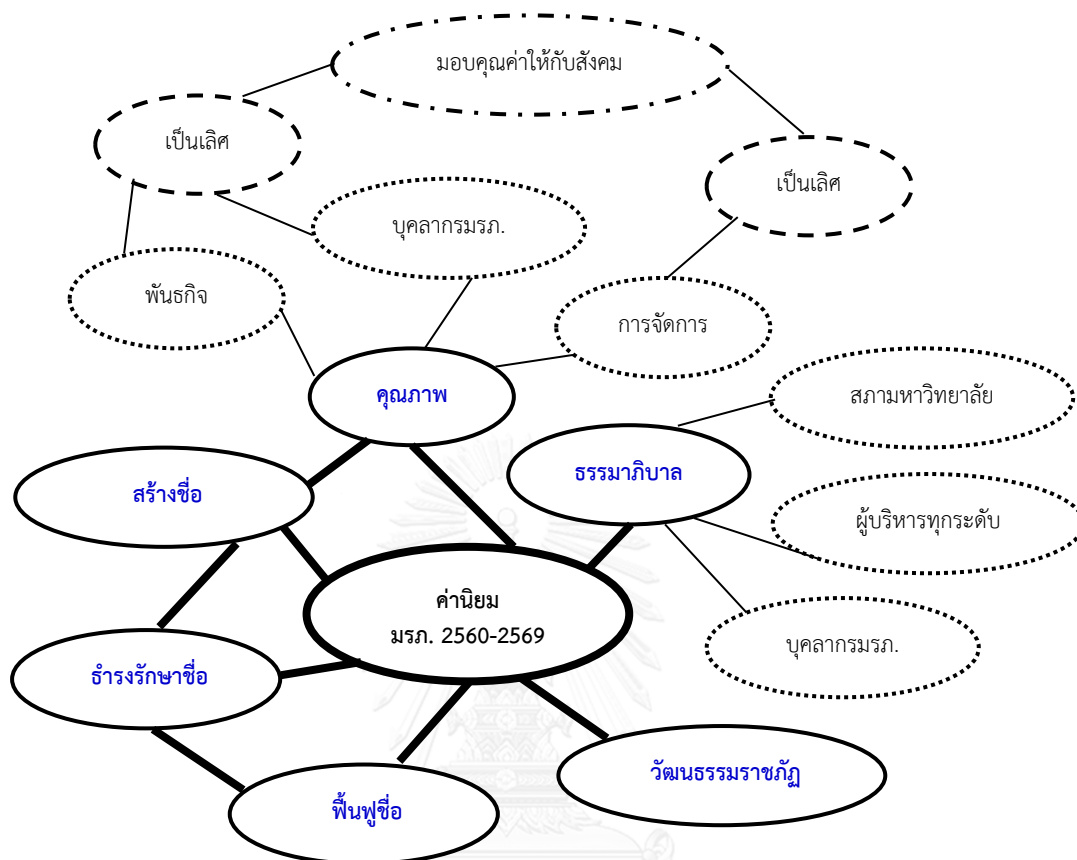 มอบคุณค่าให้กับสังคม
เป็นเลิศ
เป็นเลิศ
บุคลากรมรภ.
พันธกิจ
การจัดการ
คุณภาพ
สภามหาวิทยาลัย
ธรรมาภิบาล
สร้างชื่อ
ผู้บริหารทุกระดับ
ค่านิยม
มรภ. 2560-2569
บุคลากรมรภ.
ธำรงรักษาชื่อ
วัฒนธรรมราชภัฏ
ฟื้นฟูชื่อ